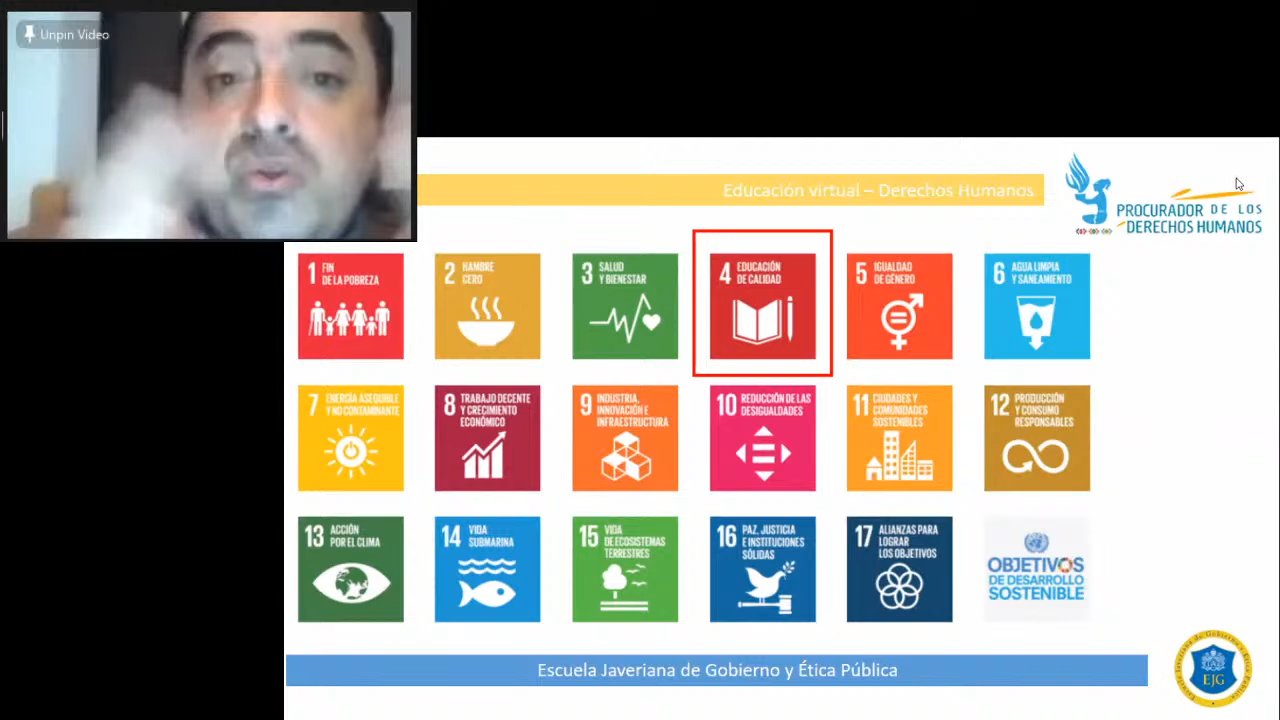 Unpin Video
Educación virtual – Derechos Humanos
PROCURADOR DE LOS
DERECHOS HUMANOS
1 FIN
DE LA POBREZA
2 HAMBRE
CERO
3 SALUD
Y BIENESTAR
4 EDUCACIÓN
DE CALIDAD
5 IGUALDAD
DE GÉNERO
6 AGUA LIMPIA
Y SANEAMIENTO
7 ENERGÍA ASEQUIBLE
Y NO CONTAMINANTE
8 TRABAJO DECENTE
Y CRECIMIENTO
ECONÓMICO
9 INDUSTRIA,
INNOVACIÓN E
INFRAESTRUCTURA
10 REDUCCIÓN DE LAS
DESIGUALDADES
11 CIUDADES Y
COMUNIDADES
SOSTENIBLES
12 PRODUCCIÓN
Y CONSUMO
RESPONSABLES
13 ACCIÓN
POR EL CLIMA
14 VIDA
SUBMARINA
15 VIDA
DE ECOSISTEMAS
TERRESTRES
16 PAZ, JUSTICIA
E INSTITUCIONES
SÓLIDAS
17 ALIANZAS PARA
LOGRAR
LOS OBJETIVOS
OBJETIVOS
DE DESARROLLO
SOSTENIBLE
Escuela Javeriana de Gobierno y Ética Pública
EJG